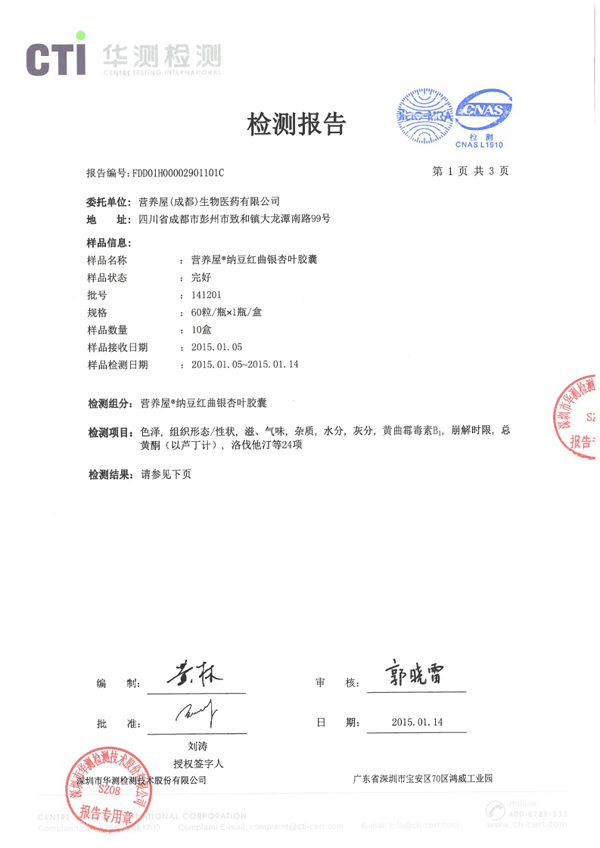 CTI 华测检测
CENTRE TESTING INTERNATIONAL
检测报告
CNAS
检 测
CNAS L1910
报告编号:FDD01H00002901101C
第 1 页 共 3 页
委托单位: 营养屋(成都)生物医药有限公司
地 址: 四川省成都市彭州市致和镇大龙潭南路99号
样品信息:
样品名称 : 营养屋®纳豆红曲银杏叶胶囊
样品状态 : 完好
批号 : 141201
规格 : 60粒/瓶×1瓶/盒
样品数量 : 10盒
样品接收日期 : 2015.01.05
样品检测日期 : 2015.01.05~2015.01.14
检测组分: 营养屋®纳豆红曲银杏叶胶囊
检测项目: 色泽, 组织形态/性状, 滋、气味, 杂质, 水分, 灰分, 黄曲霉毒素B₁, 崩解时限, 总
黄酮（以芦丁计）, 洛伐他汀等24项
检测结果: 请参见下页
深圳市华测检测
SZ
报告专
编 制: 黄林
审 核: 郭晓雷
批 准:
日 期: 2015.01.14
刘涛
授权签字人
深圳市华测检测技术股份有限公司
广东省深圳市宝安区70区鸿威工业园
深圳市华测检测技术股份有限公司
SZ08
报告专用章
CENTRE TESTING INTERNATIONAL CORPORATION
Hotline
400-6788-333
Complaint E-mail: complaint@cti-cert.com
E-mail: info@cti-cert.com
www.cti-cert.com